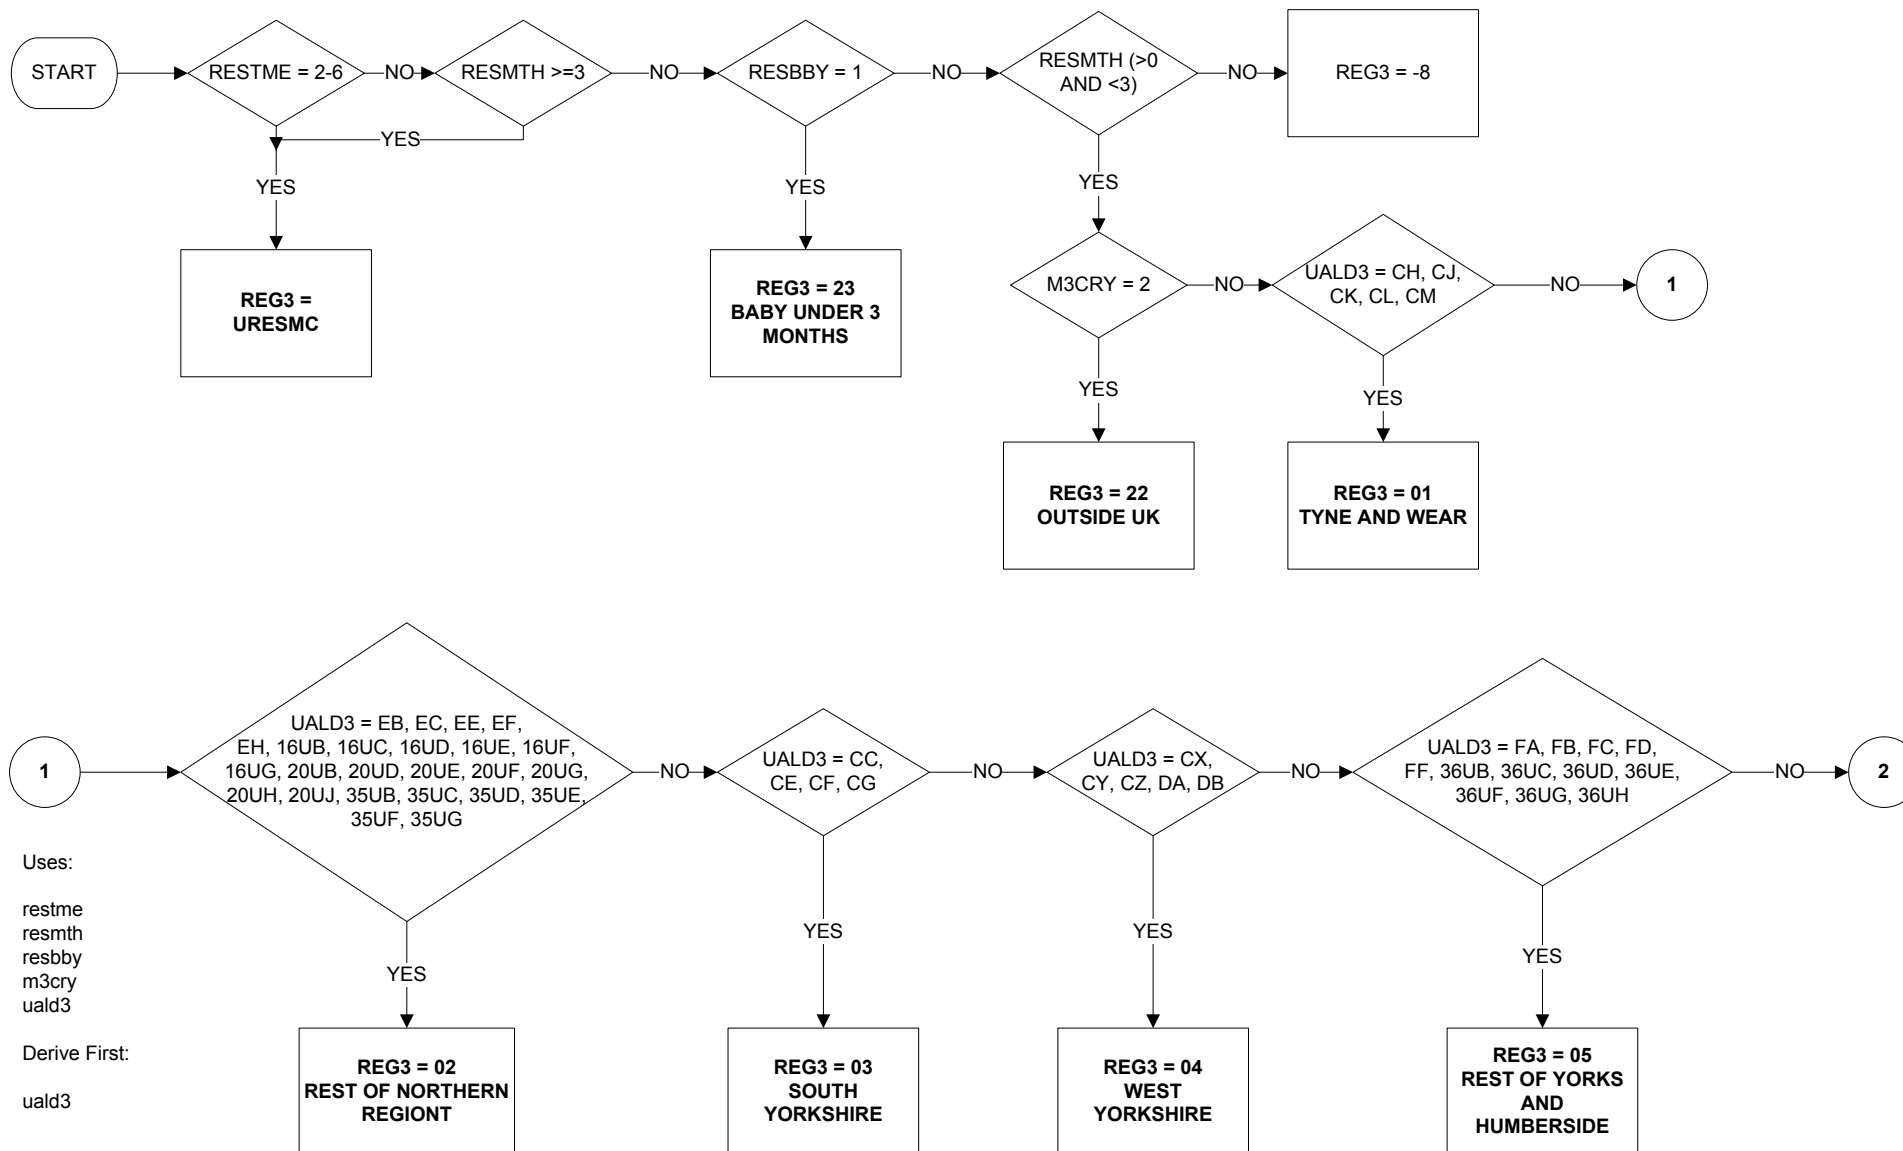 START
RESTME = 2-6
NO
RESMTH >=3
NO
RESBBY = 1
NO
RESMTH (>0
AND <3)
NO
REG3 = -8
YES
YES
YES
YES
REG3 =
URESMC
REG3 = 23
BABY UNDER 3
MONTHS
M3CRY = 2
NO
UALD3 = CH, CJ,
CK, CL, CM
NO
1
YES
YES
REG3 = 22
OUTSIDE UK
REG3 = 01
TYNE AND WEAR
1
UALD3 = EB, EC, EE, EF,
EH, 16UB, 16UC, 16UD, 16UE, 16UF,
16UG, 20UB, 20UD, 20UE, 20UF, 20UG,
20UH, 20UJ, 35UB, 35UC, 35UD, 35UE,
35UF, 35UG
NO
UALD3 = CC,
CE, CF, CG
NO
UALD3 = CX,
CY, CZ, DA, DB
NO
UALD3 = FA, FB, FC, FD,
FF, 36UB, 36UC, 36UD, 36UE,
36UF, 36UG, 36UH
NO
2
YES
YES
YES
YES
Uses:
restme
resmth
resbby
m3cry
uald3
Derive First:
uald3
REG3 = 02
REST OF NORTHERN
REGIONT
REG3 = 03
SOUTH
YORKSHIRE
REG3 = 04
WEST
YORKSHIRE
REG3 = 05
REST OF YORKS
AND
HUMBERSIDE